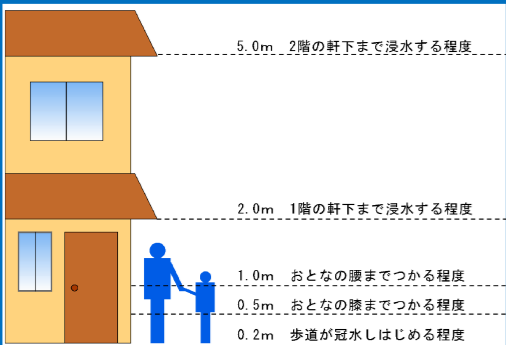 5.0m 2階の軒下まで浸水する程度
2.0m 1階の軒下まで浸水する程度
1.0m おとなの腰までつかる程度
0.5m おとなの膝までつかる程度
0.2m 歩道が冠水しはじめる程度